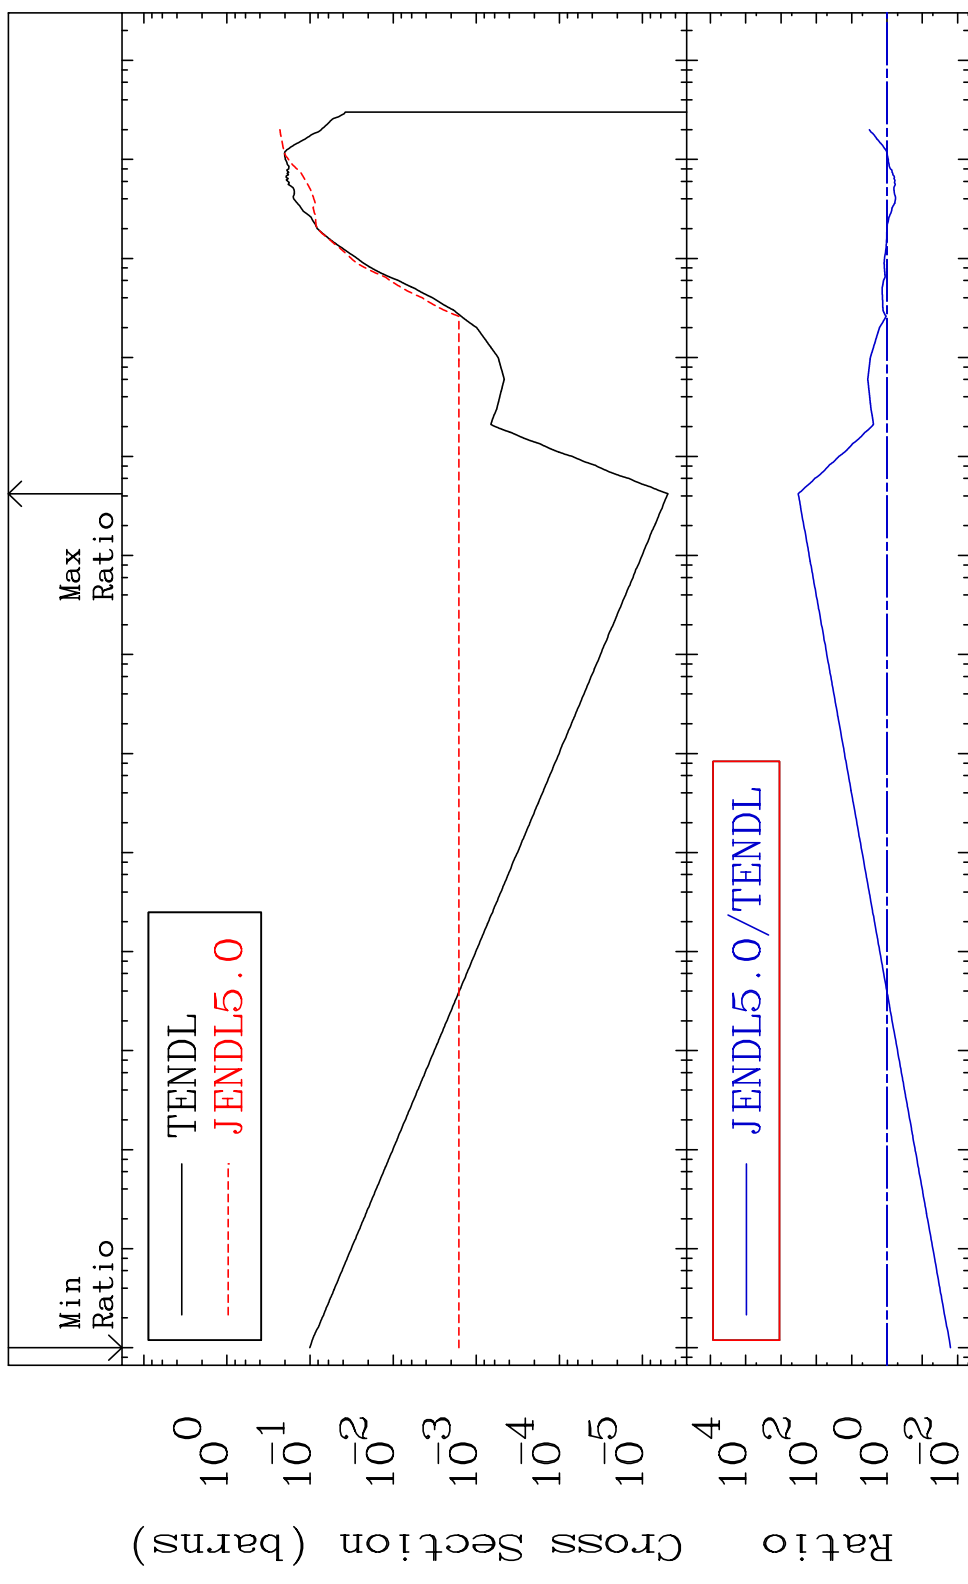 Min
Ratio
Max
Ratio
TENDL
JENDL5.0
10^0
10^-1
10^-2
10^-3
10^-4
10^-5
Cross Section (barns)
JENDL5.0/TENDL
10^4
10^2
10^0
10^-2
Ratio